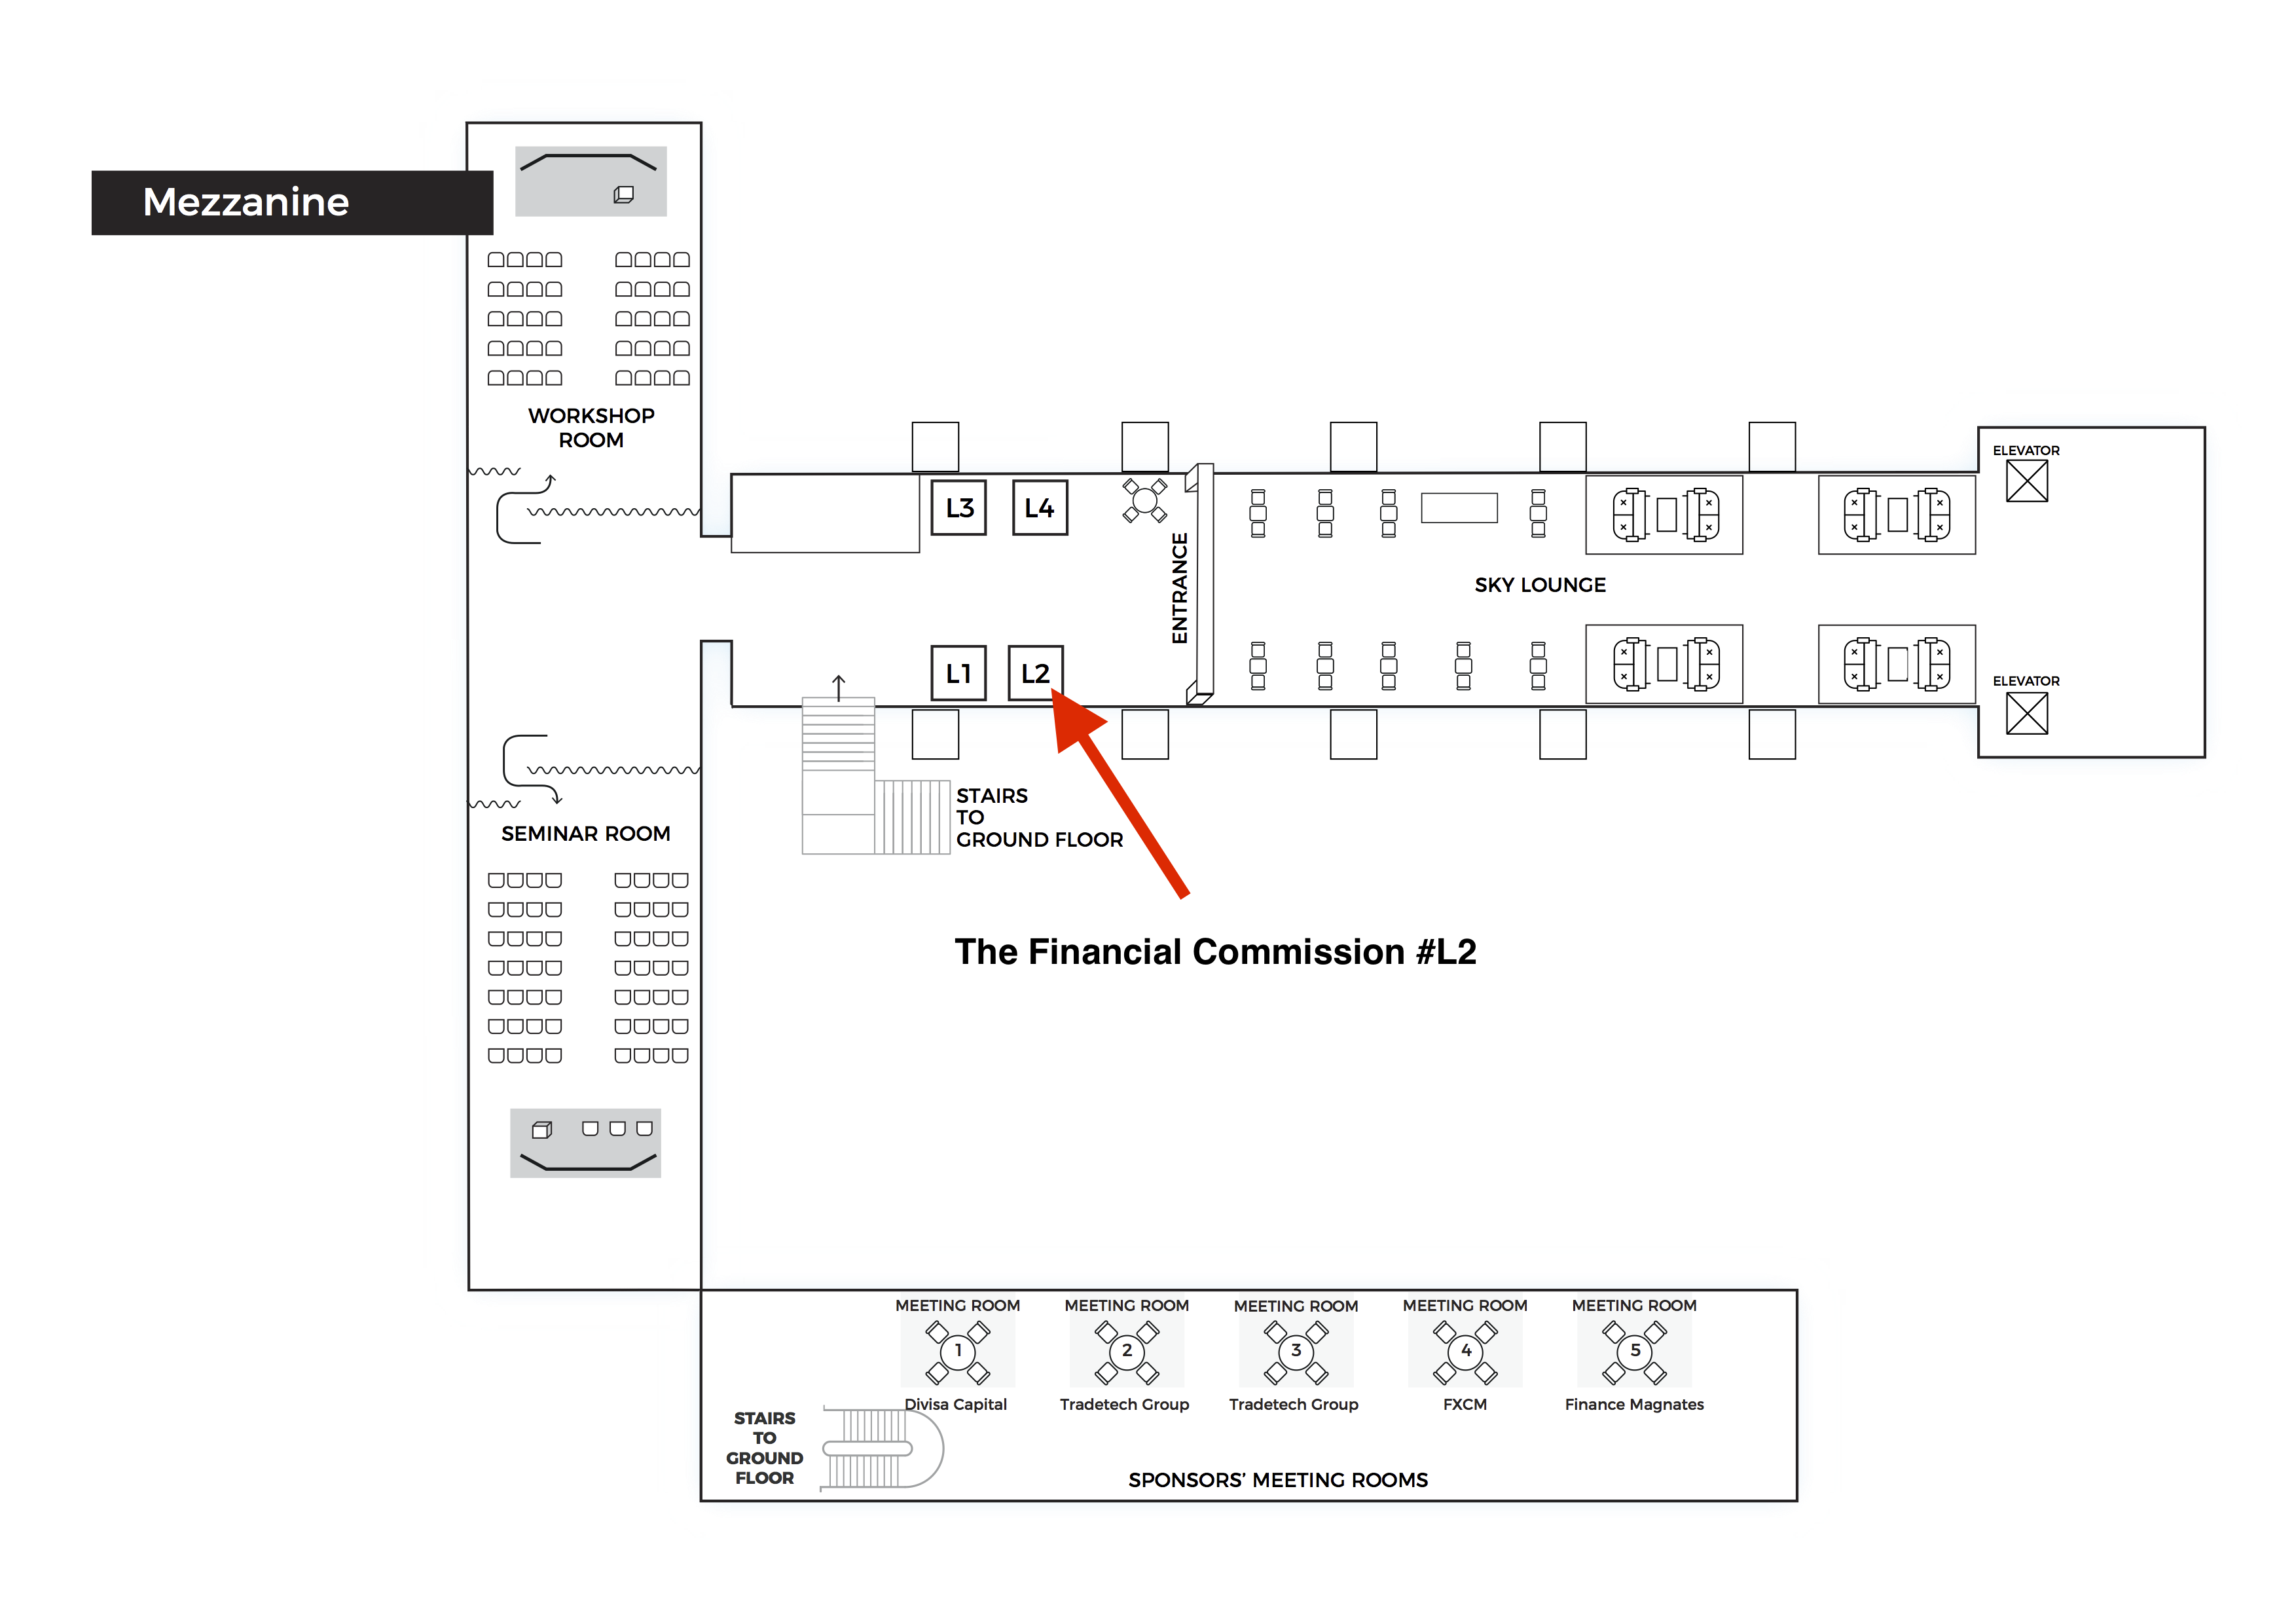 Mezzanine
WORKSHOP
ROOM
ELEVATOR
L3
L4
ENTRANCE
SKY LOUNGE
L1
L2
ELEVATOR
STAIRS
TO
GROUND FLOOR
SEMINAR ROOM
The Financial Commission #L2
MEETING ROOM
MEETING ROOM
MEETING ROOM
MEETING ROOM
MEETING ROOM
1
2
3
4
5
Divisa Capital
Tradetech Group
Tradetech Group
FXCM
Finance Magnates
STAIRS
TO
GROUND
FLOOR
SPONSORS’ MEETING ROOMS